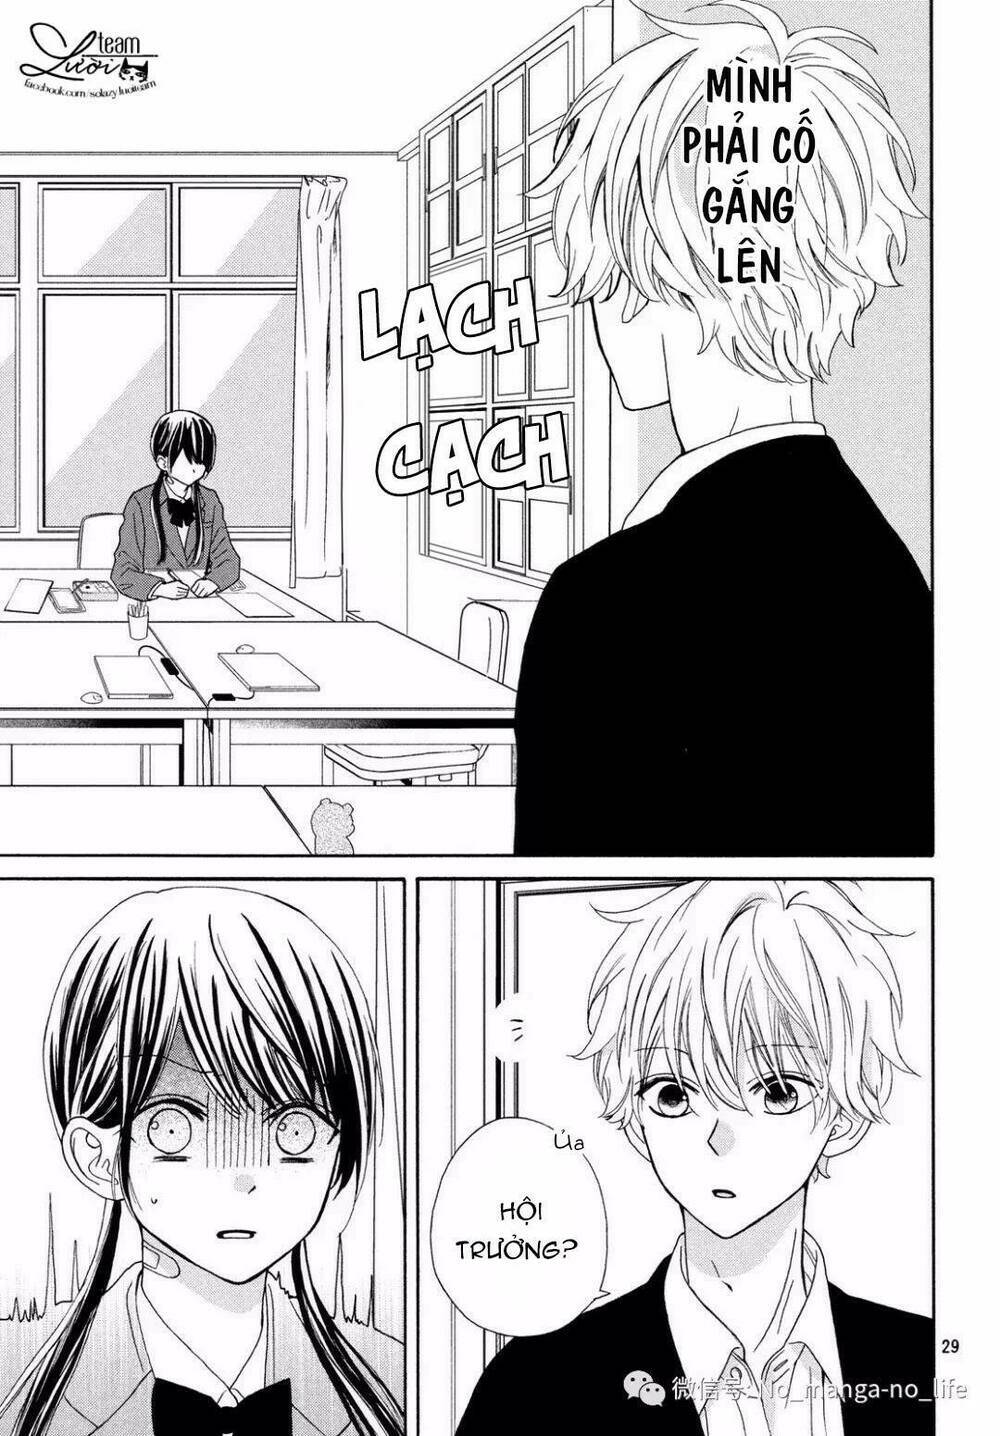 team
Lười
facebook.com/solazy.luoiteam
MÌNH
PHẢI CỐ
GẮNG
LÊN
LẠCH
CẠCH
Ủa
HỘI
TRƯỞNG?
29
微信号: No_manga-no_life